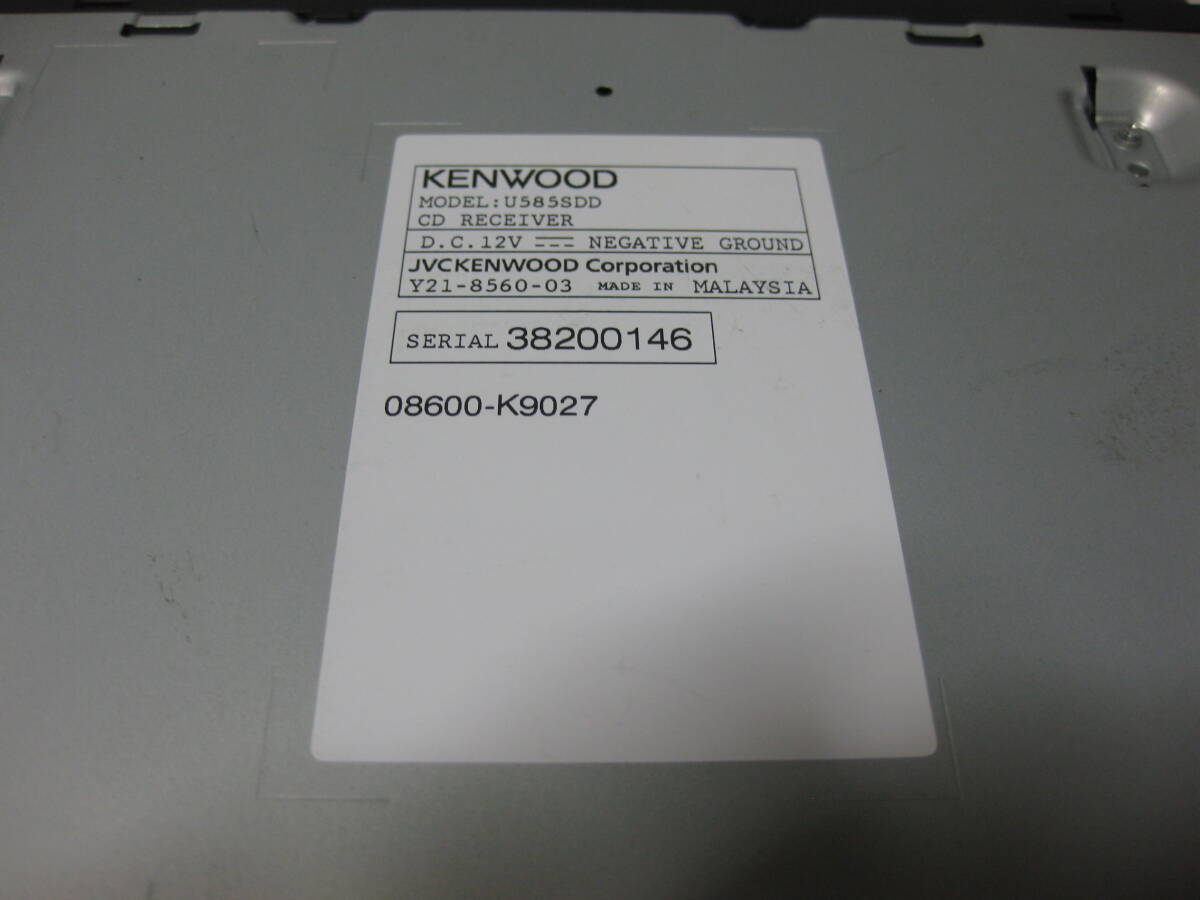 KENWOOD
MODEL:U585SDD
CD RECEIVER
D.C.12V ⎓ NEGATIVE GROUND
JVCKENWOOD Corporation
Y21-8560-03 MADE IN MALAYSIA
SERIAL 38200146
08600-K9027